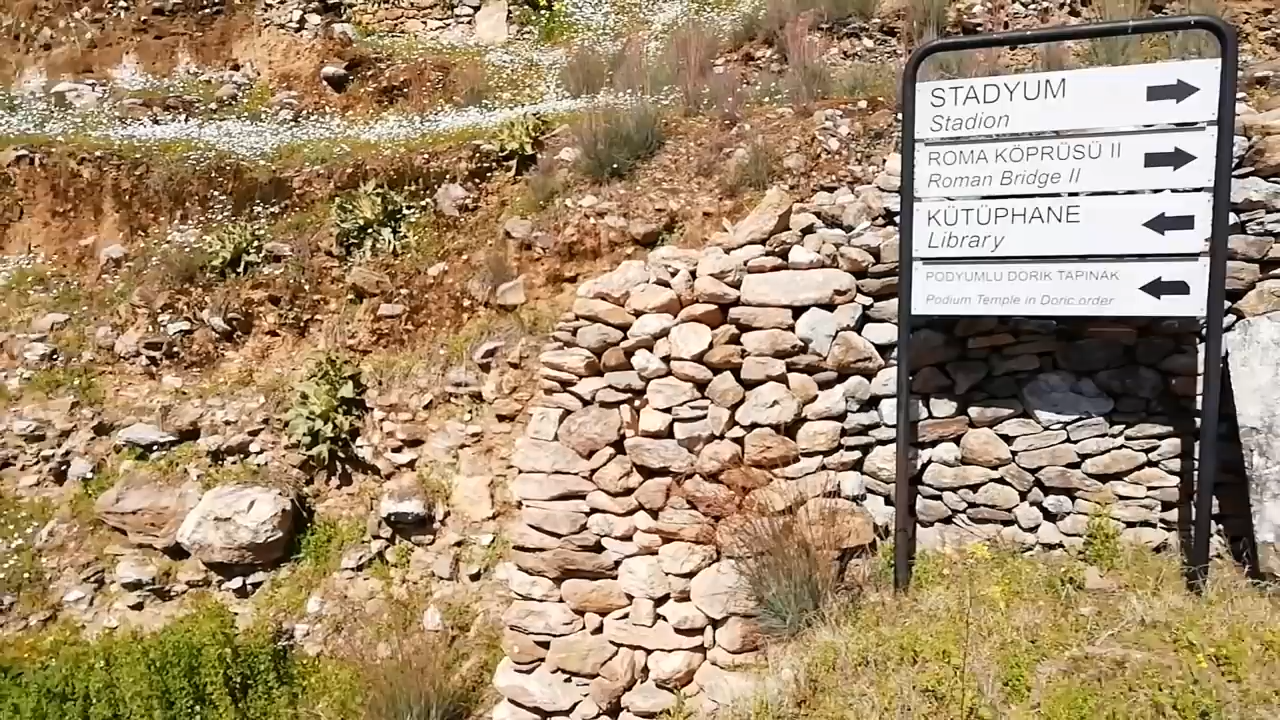 STADYUM
Stadion
ROMA KÖPRÜSÜ II
Roman Bridge II
KÜTÜPHANE
Library
PODYUMLU DORIK TAPINAK
Podium Temple in Doric order